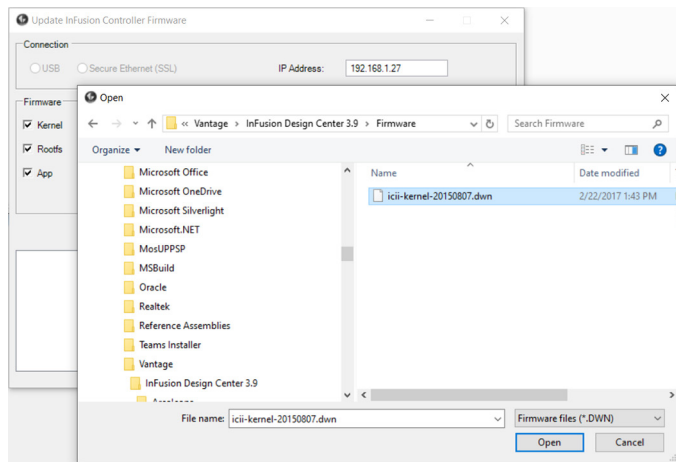 Update InFusion Controller Firmware
Connection
USB
Secure Ethernet (SSL)
IP Address:
192.168.1.27
Firmware
Kernel
Rootfs
App
Open
« Vantage > InFusion Design Center 3.9 > Firmware
Search Firmware
Organize
New folder
Microsoft Office
Microsoft OneDrive
Microsoft Silverlight
Microsoft.NET
MosUPPSP
MSBuild
Oracle
Realtek
Reference Assemblies
Teams Installer
Vantage
InFusion Design Center 3.9
Name
Date modified
icii-kernel-20150807.dwn
2/22/2017 1:43 PM
File name:
icii-kernel-20150807.dwn
Firmware files (*.DWN)
Open
Cancel